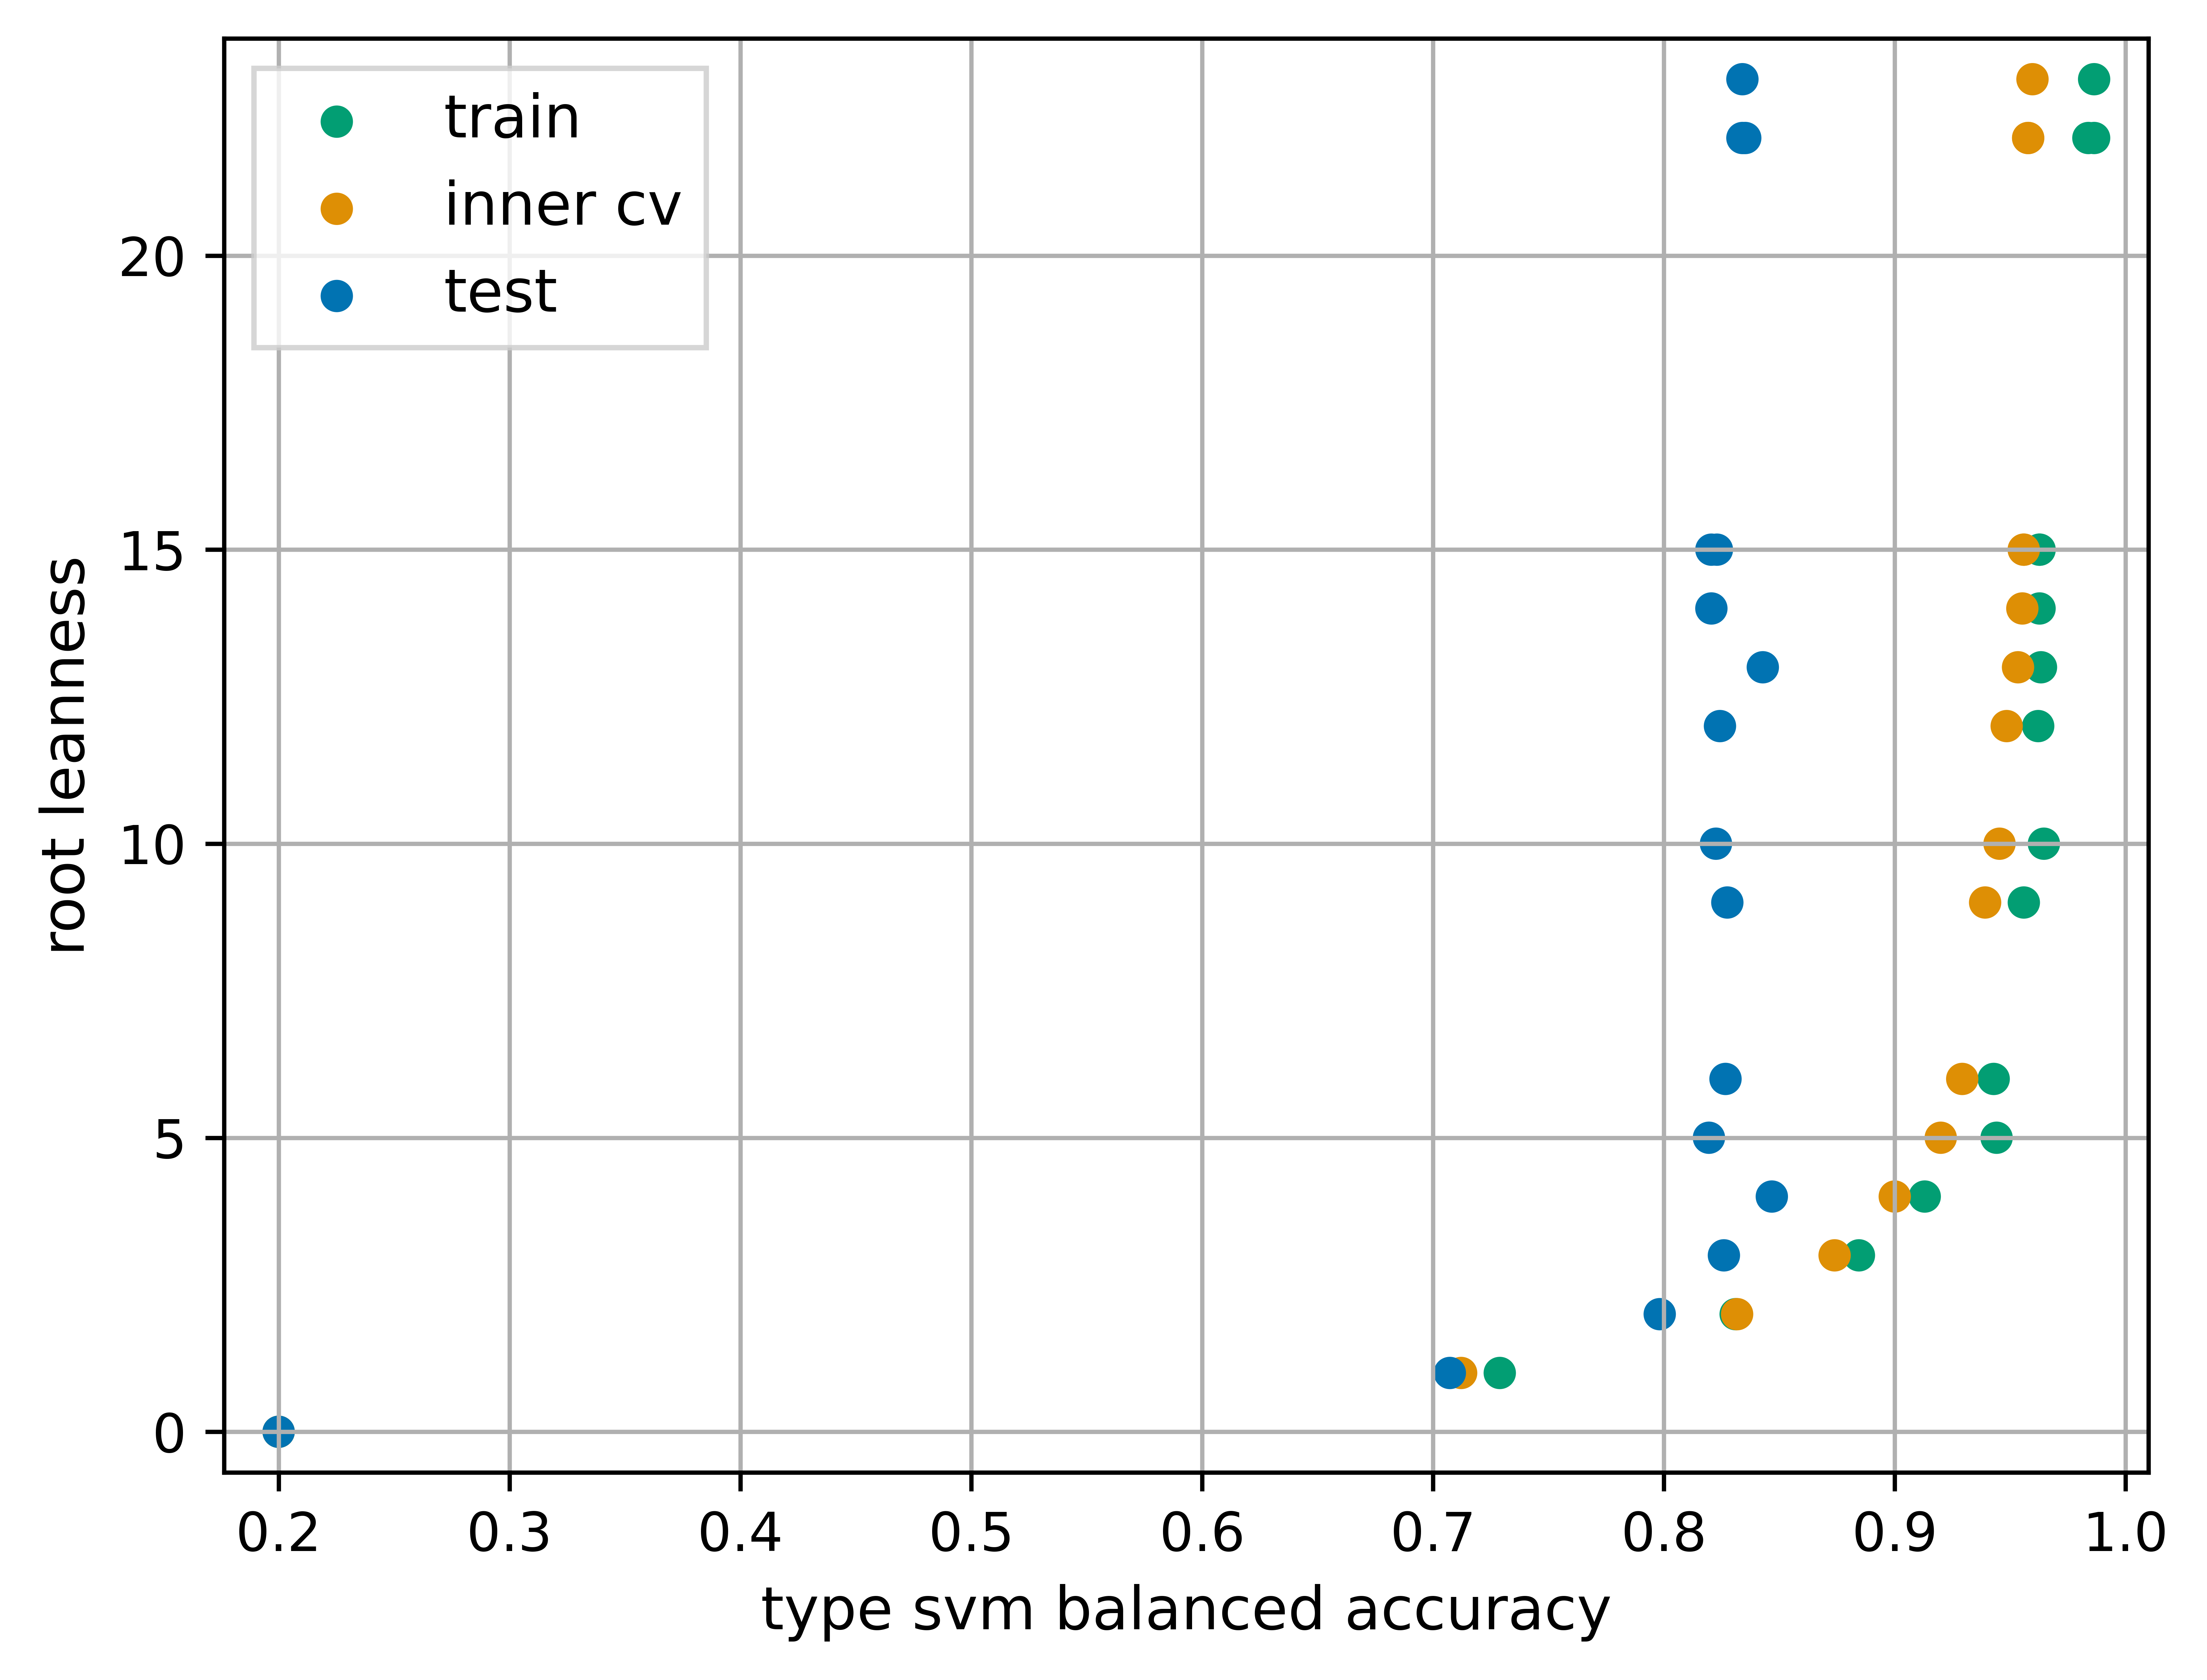 train
inner cv
test
20
15
10
5
0
root leanness
0.2 0.3 0.4 0.5 0.6 0.7 0.8 0.9 1.0
type svm balanced accuracy